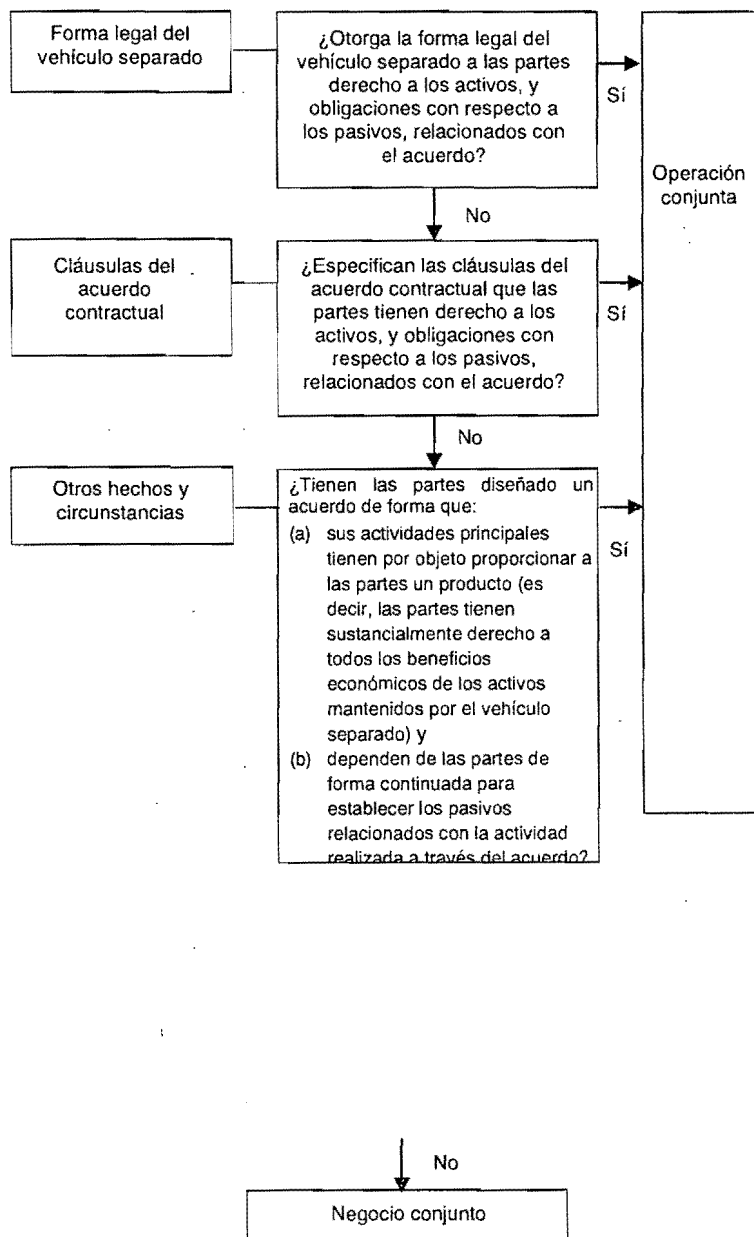 Forma legal del
vehículo separado
¿Otorga la forma legal del
vehículo separado a las partes
derecho a los activos, y
obligaciones con respecto a
los pasivos, relacionados con
el acuerdo?
Sí
Operación
conjunta
No
Cláusulas del
acuerdo
contractual
¿Especifican las cláusulas del
acuerdo contractual que las
partes tienen derecho a los
activos, y obligaciones con
respecto a los pasivos,
relacionados con el acuerdo?
Sí
No
Otros hechos y
circunstancias
¿Tienen las partes diseñado un
acuerdo de forma que:
(a) sus actividades principales
tienen por objeto proporcionar a
las partes un producto (es
decir, las partes tienen
sustancialmente derecho a
todos los beneficios
económicos de los activos
mantenidos por el vehículo
separado) y
(b) dependen de las partes de
forma continuada para
establecer los pasivos
relacionados con la actividad
realizada a través del acuerdo?
Sí
No
Negocio conjunto